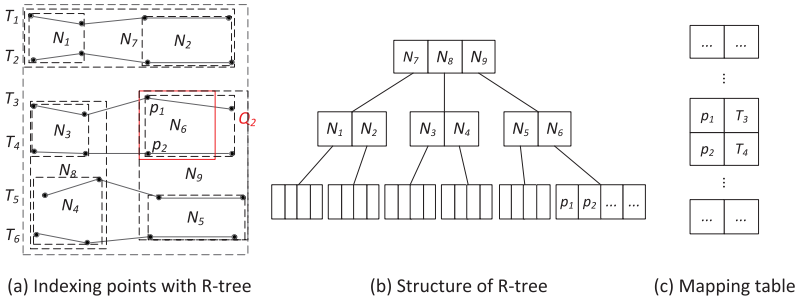 T1
N1
N7
N2
T2
T3
p1
Q2
N3
N6
T4
p2
N8
N9
T5
N4
N5
T6
(a) Indexing points with R-tree
N7 N8 N9
N1 N2
N3 N4
N5 N6
p1 p2 ... ...
(b) Structure of R-tree
... ...
⋮
p1 T3
p2 T4
⋮
... ...
(c) Mapping table